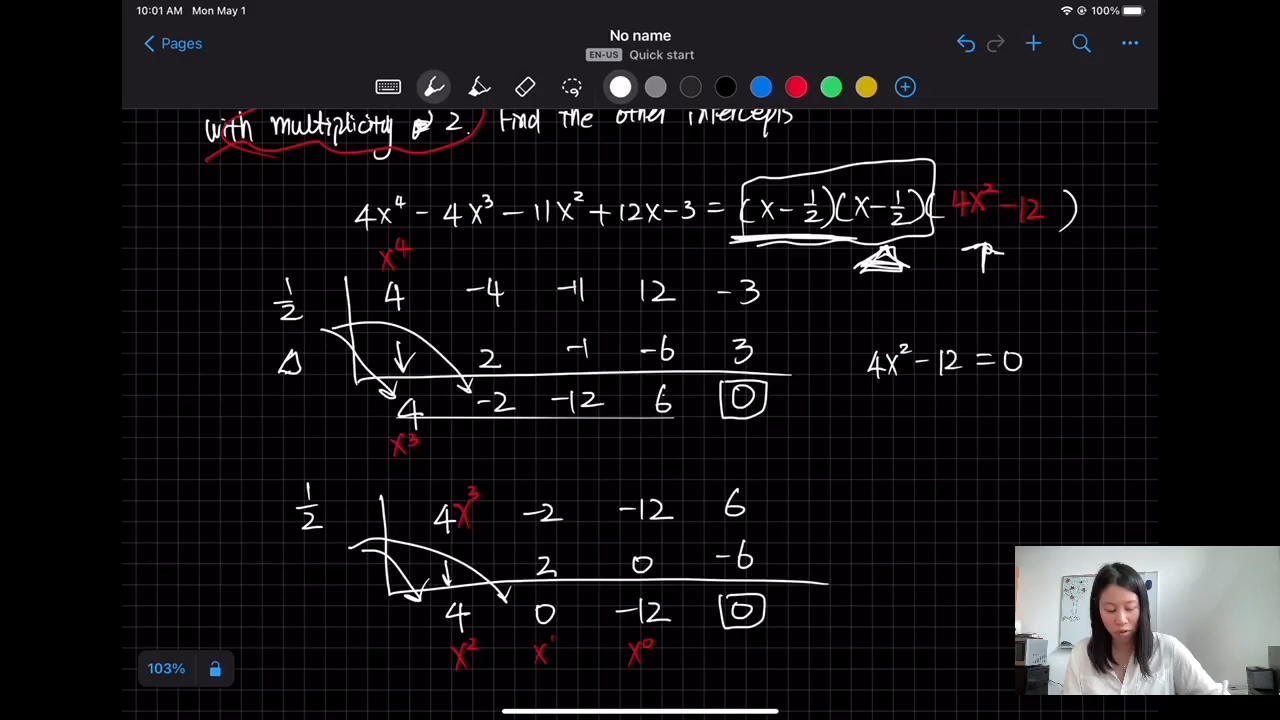 10:01 AM Mon May 1 100%
Pages
No name
EN-US Quick start
with multiplicity 2. Find the other intercepts
4x⁴ - 4x³ - 11x² + 12x - 3 = (x - 1/2)(x - 1/2)(4x² - 12)
x⁴
1/2 4 -4 -11 12 -3
2 -1 -6 3
4x² - 12 = 0
4 -2 -12 6 0
x³
1/2 4x³ -2 -12 6
2 0 -6
4 0 -12 0
x² x¹ x⁰
103%